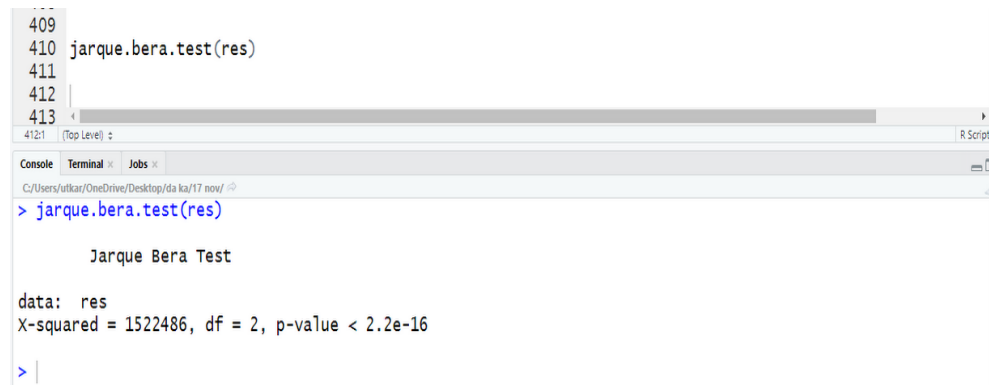 409
410 jarque.bera.test(res)
411
412
413
412:1 (Top Level) R Script
Console Terminal × Jobs ×
C:/Users/utkar/OneDrive/Desktop/da ka/17 nov/
> jarque.bera.test(res)
Jarque Bera Test
data: res
X-squared = 1522486, df = 2, p-value < 2.2e-16
>